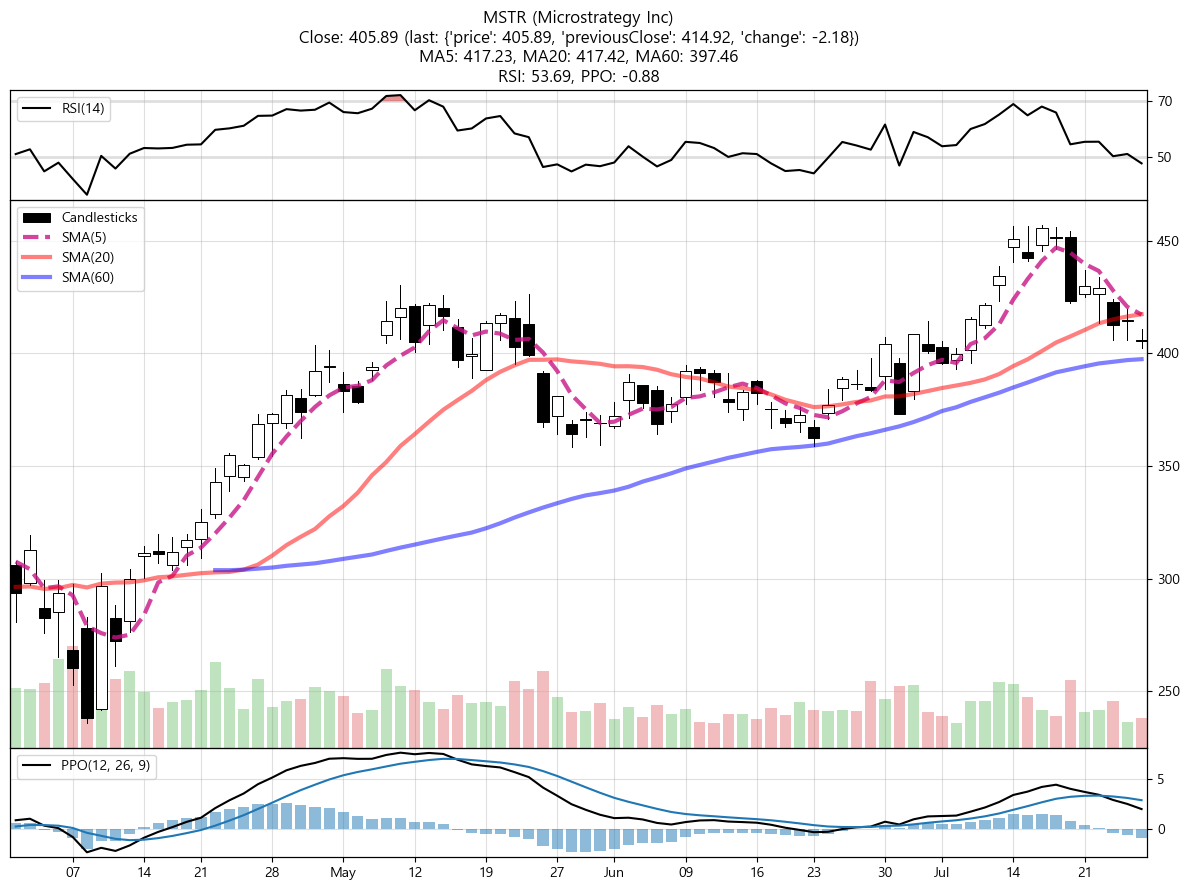 MSTR (Microstrategy Inc)
Close: 405.89 (last: {'price': 405.89, 'previousClose': 414.92, 'change': -2.18})
MA5: 417.23, MA20: 417.42, MA60: 397.46
RSI: 53.69, PPO: -0.88
RSI(14)
70
50
Candlesticks
SMA(5)
SMA(20)
SMA(60)
450
400
350
300
250
PPO(12, 26, 9)
5
0
07 14 21 28 May 12 19 27 Jun 09 16 23 30 Jul 14 21